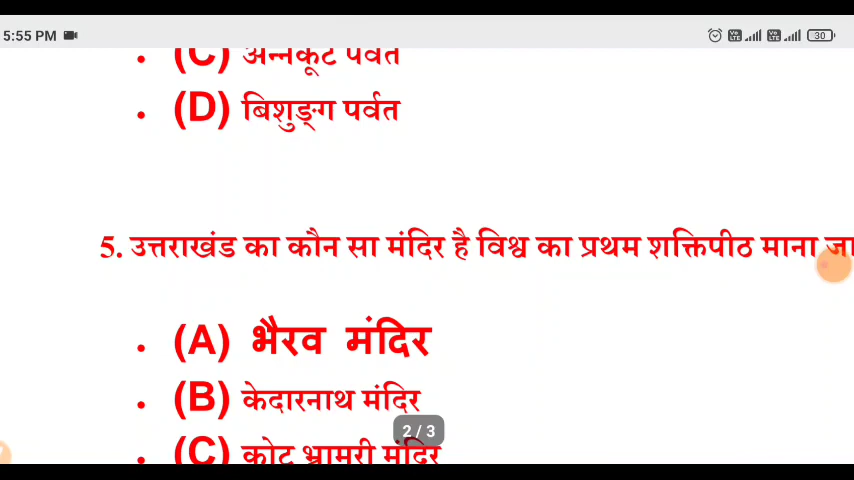 5:55 PM
30
• (C) अन्नकूट पर्वत
• (D) बिशुङ्ग पर्वत
5. उत्तराखंड का कौन सा मंदिर है विश्व का प्रथम शक्तिपीठ माना जा
• (A) भैरव मंदिर
• (B) केदारनाथ मंदिर
2 / 3
• (C) कोट भ्रामरी मंदिर